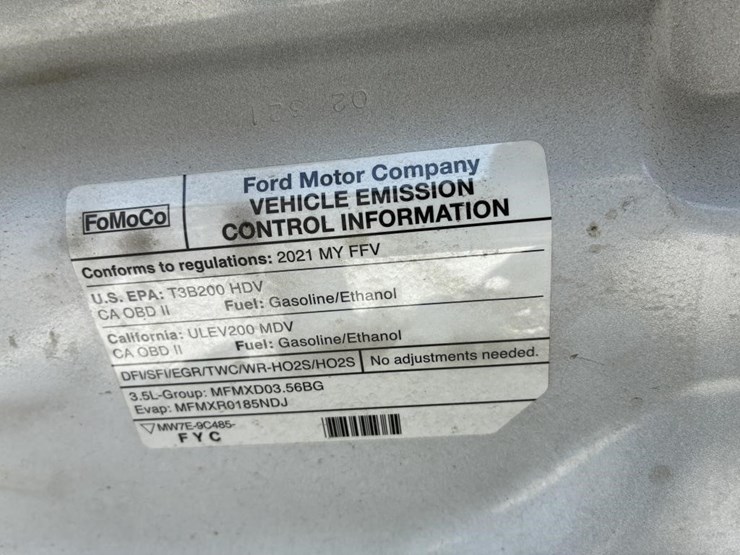 FoMoCo
Ford Motor Company
VEHICLE EMISSION
CONTROL INFORMATION
Conforms to regulations: 2021 MY FFV
U.S. EPA: T3B200 HDV
CA OBD II Fuel: Gasoline/Ethanol
California: ULEV200 MDV
CA OBD II Fuel: Gasoline/Ethanol
DFI/SFI/EGR/TWC/WR-HO2S/HO2S No adjustments needed.
3.5L-Group: MFMXD03.56BG
Evap: MFMXR0185NDJ
MW7E-9C485-
FYC